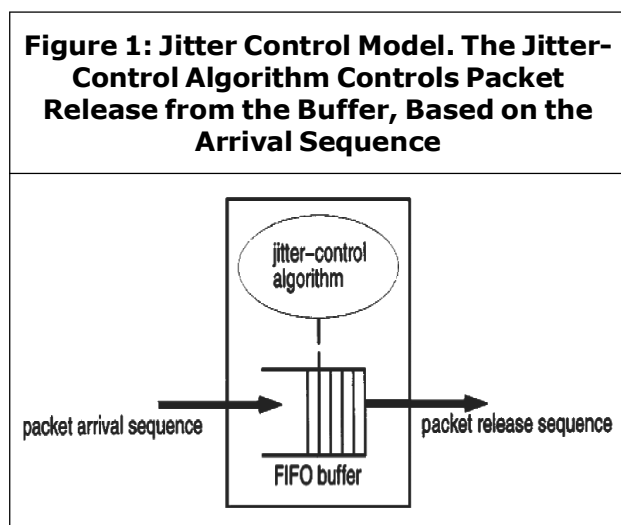 Figure 1: Jitter Control Model. The Jitter-
Control Algorithm Controls Packet
Release from the Buffer, Based on the
Arrival Sequence
jitter-control
algorithm
packet arrival sequence
packet release sequence
FIFO buffer